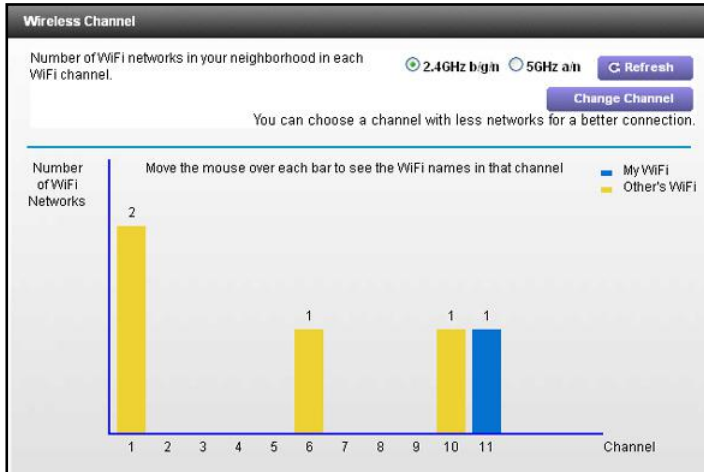 Wireless Channel
Number of WiFi networks in your neighborhood in each
WiFi channel.
2.4GHz b/g/n 5GHz a/n Refresh
Change Channel
You can choose a channel with less networks for a better connection.
Number
of WiFi
Networks
Move the mouse over each bar to see the WiFi names in that channel
My WiFi
Other's WiFi
2
1 1 1
1 2 3 4 5 6 7 8 9 10 11 Channel